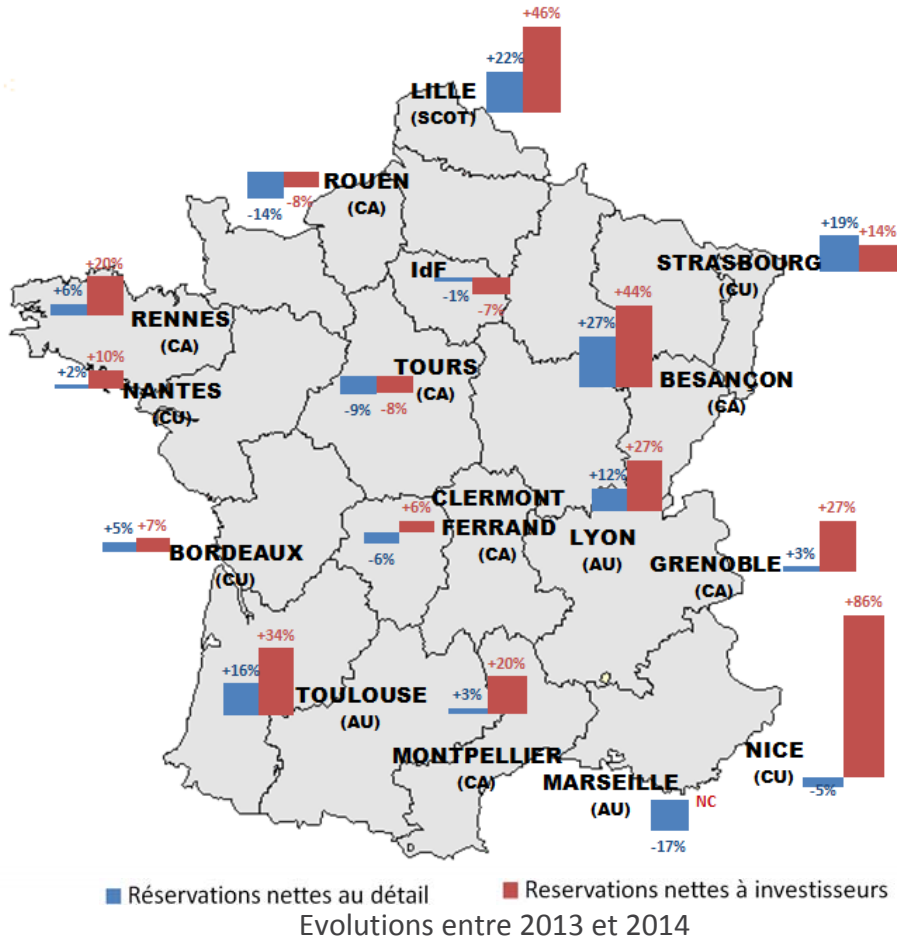 +46%
+22%
LILLE
(SCOT)
ROUEN
(CA)
-14%
-8%
+19%
+14%
STRASBOURG
(CU)
IdF
-1%
-7%
+20%
+6%
RENNES
(CA)
+44%
+27%
BESANÇON
(CA)
+10%
+2%
NANTES
(CU)
TOURS
(CA)
-9%
-8%
+27%
+12%
LYON
(AU)
CLERMONT
FERRAND
(CA)
+6%
-6%
+5%
+7%
BORDEAUX
(CU)
+27%
+3%
GRENOBLE
(CA)
+86%
-5%
NICE
(CU)
+34%
+16%
TOULOUSE
(AU)
+20%
+3%
MONTPELLIER
(CA)
MARSEILLE
(AU)
NC
-17%
Réservations nettes au détail
Reservations nettes à investisseurs
Evolutions entre 2013 et 2014